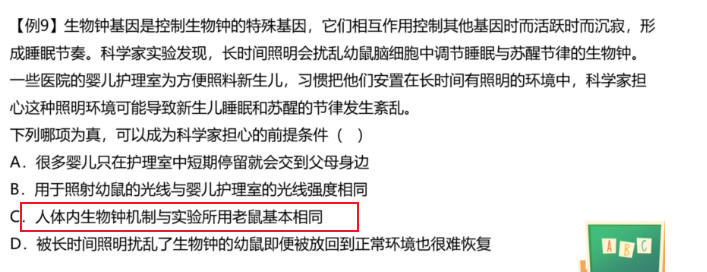 【例9】生物钟基因是控制生物钟的特殊基因，它们相互作用控制其他基因时而活跃时而沉寂，形
成睡眠节奏。科学家实验发现，长时间照明会扰乱幼鼠脑细胞中调节睡眠与苏醒节律的生物钟。
一些医院的婴儿护理室为方便照料新生儿，习惯把他们安置在长时间有照明的环境中，科学家担
心这种照明环境可能导致新生儿睡眠和苏醒的节律发生紊乱。
下列哪项为真，可以成为科学家担心的前提条件（ ）
A．很多婴儿只在护理室中短期停留就会交到父母身边
B．用于照射幼鼠的光线与婴儿护理室的光线强度相同
C．人体内生物钟机制与实验所用老鼠基本相同
D．被长时间照明扰乱了生物钟的幼鼠即便被放回到正常环境也很难恢复
A B C